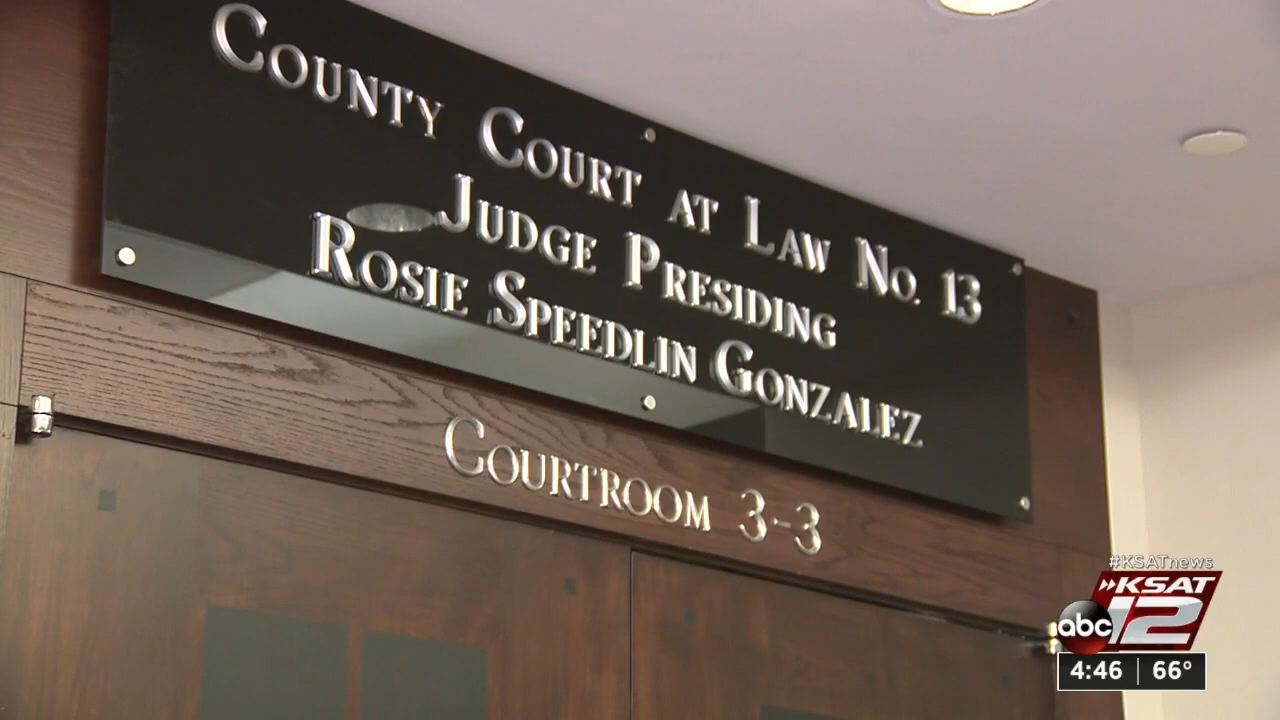 County Court at Law No. 13
Judge Presiding
Rosie Speedlin Gonzalez
Courtroom 3-3
#KSATnews
KSAT
abc 12
4:46 66°